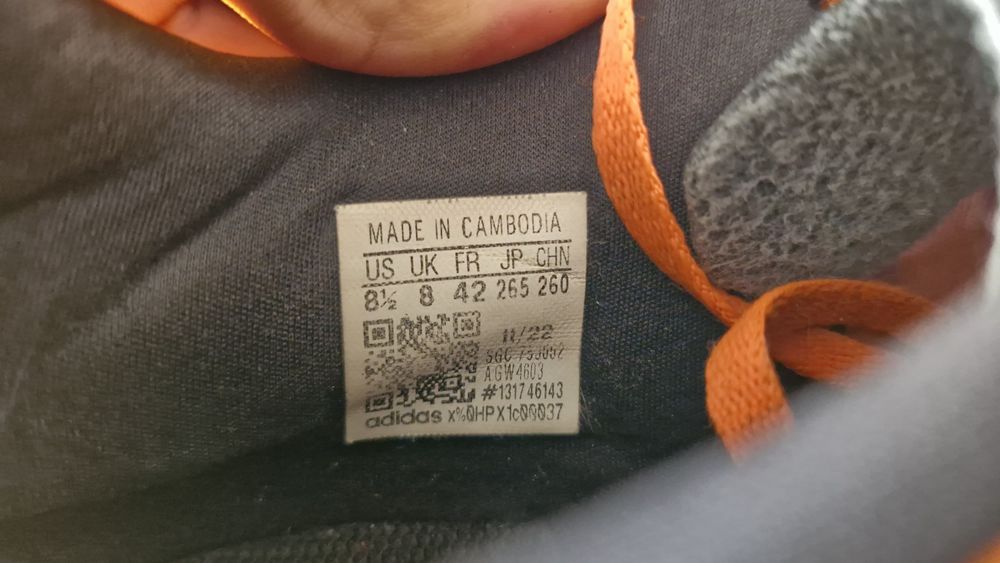 MADE IN CAMBODIA
US UK FR JP CHN
8½ 8 42 265 260
11/22
AGW4603
#131746143
adidas